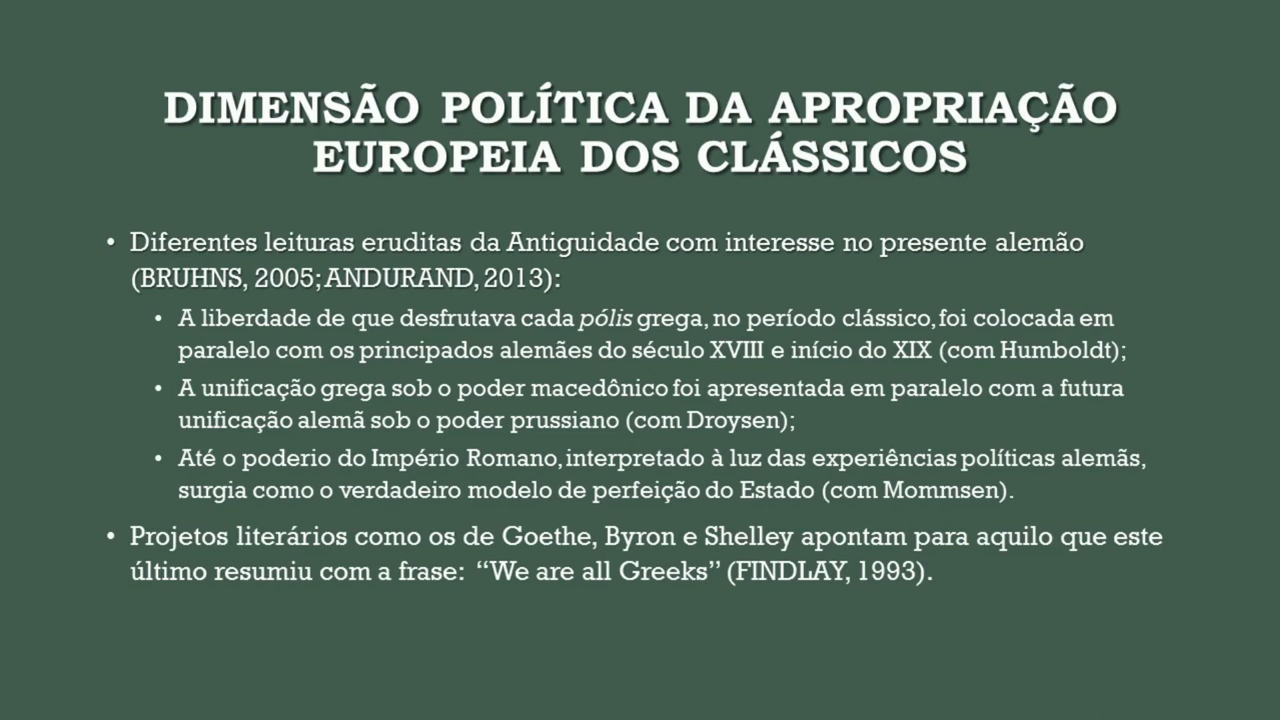 DIMENSÃO POLÍTICA DA APROPRIAÇÃO
EUROPEIA DOS CLÁSSICOS
• Diferentes leituras eruditas da Antiguidade com interesse no presente alemão
(BRUHNS, 2005; ANDURAND, 2013):
• A liberdade de que desfrutava cada pólis grega, no período clássico, foi colocada em
paralelo com os principados alemães do século XVIII e início do XIX (com Humboldt);
• A unificação grega sob o poder macedônico foi apresentada em paralelo com a futura
unificação alemã sob o poder prussiano (com Droysen);
• Até o poderio do Império Romano, interpretado à luz das experiências políticas alemãs,
surgia como o verdadeiro modelo de perfeição do Estado (com Mommsen).
• Projetos literários como os de Goethe, Byron e Shelley apontam para aquilo que este
último resumiu com a frase: “We are all Greeks” (FINDLAY, 1993).